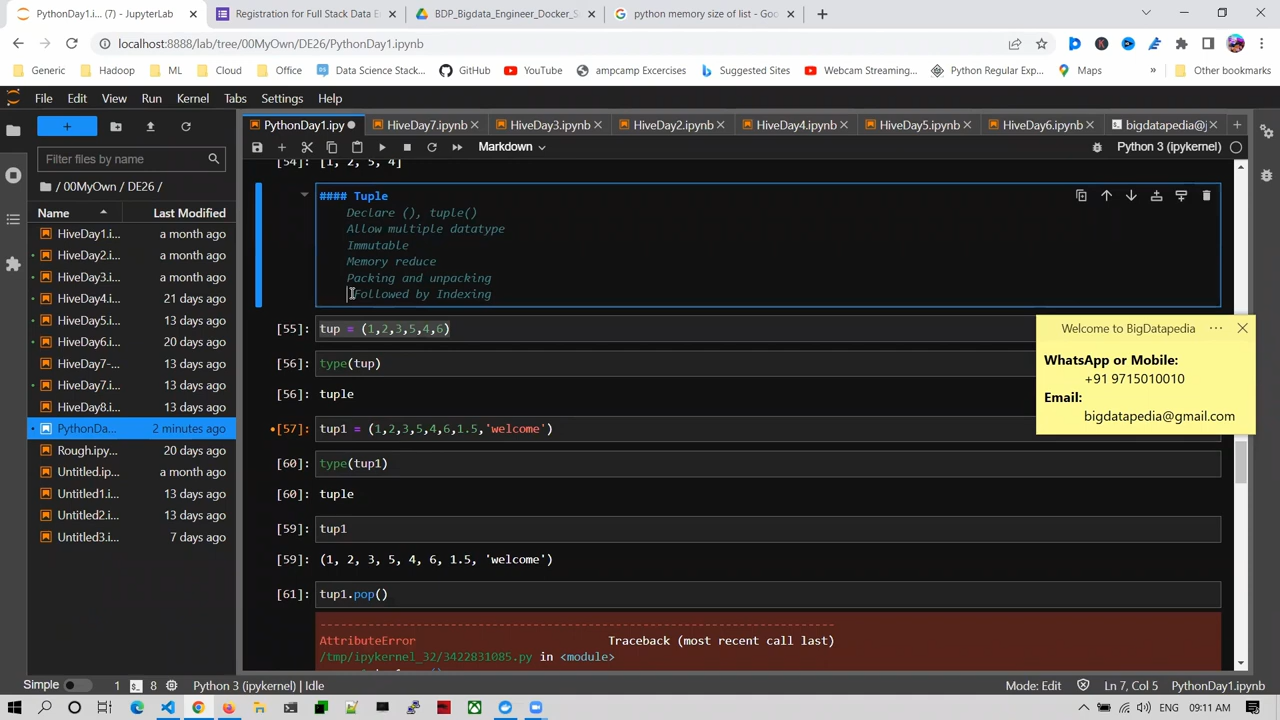 PythonDay1.i... (7) - JupyterLab
Registration for Full Stack Data E
BDP_Bigdata_Engineer_Docker_S
python memory size of list - Goo
localhost:8888/lab/tree/00MyOwn/DE26/PythonDay1.ipynb
Generic
Hadoop
ML
Cloud
Office
Data Science Stack...
GitHub
YouTube
ampcamp Excercises
Suggested Sites
Webcam Streaming...
Python Regular Exp...
Maps
»
Other bookmarks
File Edit View Run Kernel Tabs Settings Help
PythonDay1.ipy
HiveDay7.ipynb
HiveDay3.ipynb
HiveDay2.ipynb
HiveDay4.ipynb
HiveDay5.ipynb
HiveDay6.ipynb
bigdatapedia@j
Markdown
Python 3 (ipykernel)
Filter files by name
/ 00MyOwn / DE26 /
Name Last Modified
HiveDay1.i... a month ago
HiveDay2.i... a month ago
HiveDay3.i... a month ago
HiveDay4.i... 21 days ago
HiveDay5.i... 13 days ago
HiveDay6.i... 20 days ago
HiveDay7-... 13 days ago
HiveDay7.i... 13 days ago
HiveDay8.i... 13 days ago
PythonDa... 2 minutes ago
Rough.ipy... 20 days ago
Untitled.ip... a month ago
Untitled1.i... 13 days ago
Untitled2.i... 13 days ago
Untitled3.i... 7 days ago
[54]: [1, 2, 5, 4]
#### Tuple
Declare (), tuple()
Allow multiple datatype
Immutable
Memory reduce
Packing and unpacking
Followed by Indexing
[55]: tup = (1,2,3,5,4,6)
[56]: type(tup)
[56]: tuple
[57]: tup1 = (1,2,3,5,4,6,1.5,'welcome')
[60]: type(tup1)
[60]: tuple
[59]: tup1
[59]: (1, 2, 3, 5, 4, 6, 1.5, 'welcome')
[61]: tup1.pop()
AttributeError Traceback (most recent call last)
/tmp/ipykernel_32/3422831085.py in <module>
Welcome to BigDatapedia
WhatsApp or Mobile:
+91 9715010010
Email:
bigdatapedia@gmail.com
Simple 1 8 Python 3 (ipykernel) | Idle
Mode: Edit Ln 7, Col 5 PythonDay1.ipynb
ENG 09:11 AM